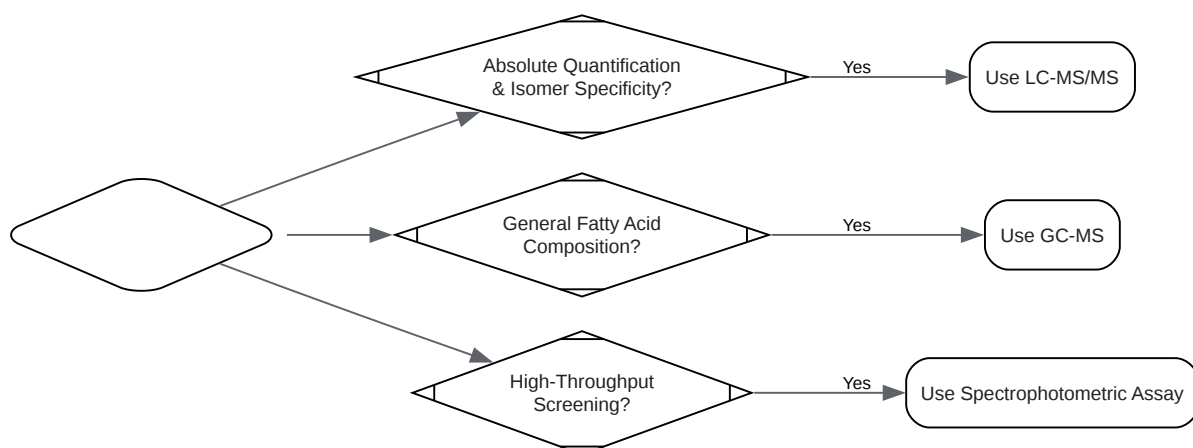 Absolute Quantification
& Isomer Specificity?
Yes
Use LC-MS/MS
General Fatty Acid
Composition?
Yes
Use GC-MS
High-Throughput
Screening?
Yes
Use Spectrophotometric Assay